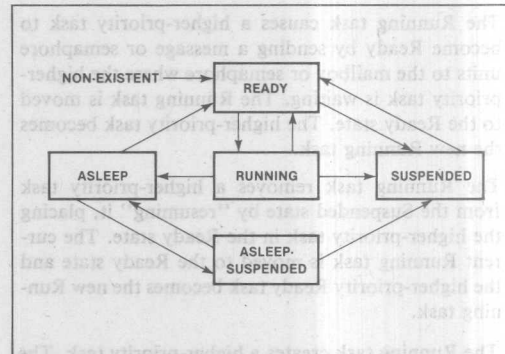 The Running task causes a higher-priority task to
become Ready by sending a message or semaphore
units to the mailbox or semaphore where the higher-
priority task is waiting. The Running task is moved
to the Ready state. The higher-priority task becomes
the new Running task.
The Running task removes a higher-priority task
from the Suspended state by "resuming" it, placing
the higher-priority task in the Ready state. The cur-
rent Running task is moved to the Ready state and
the higher-priority Ready task becomes the new Run-
ning task.
The Running task creates a higher-priority task. The
NON-EXISTENT
READY
ASLEEP
RUNNING
SUSPENDED
ASLEEP-
SUSPENDED